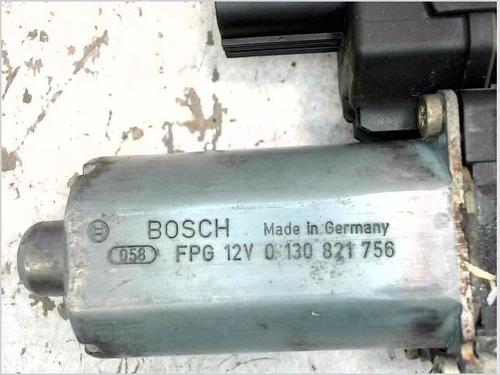 BOSCH Made in Germany
058 FPG 12V 0 130 821 756